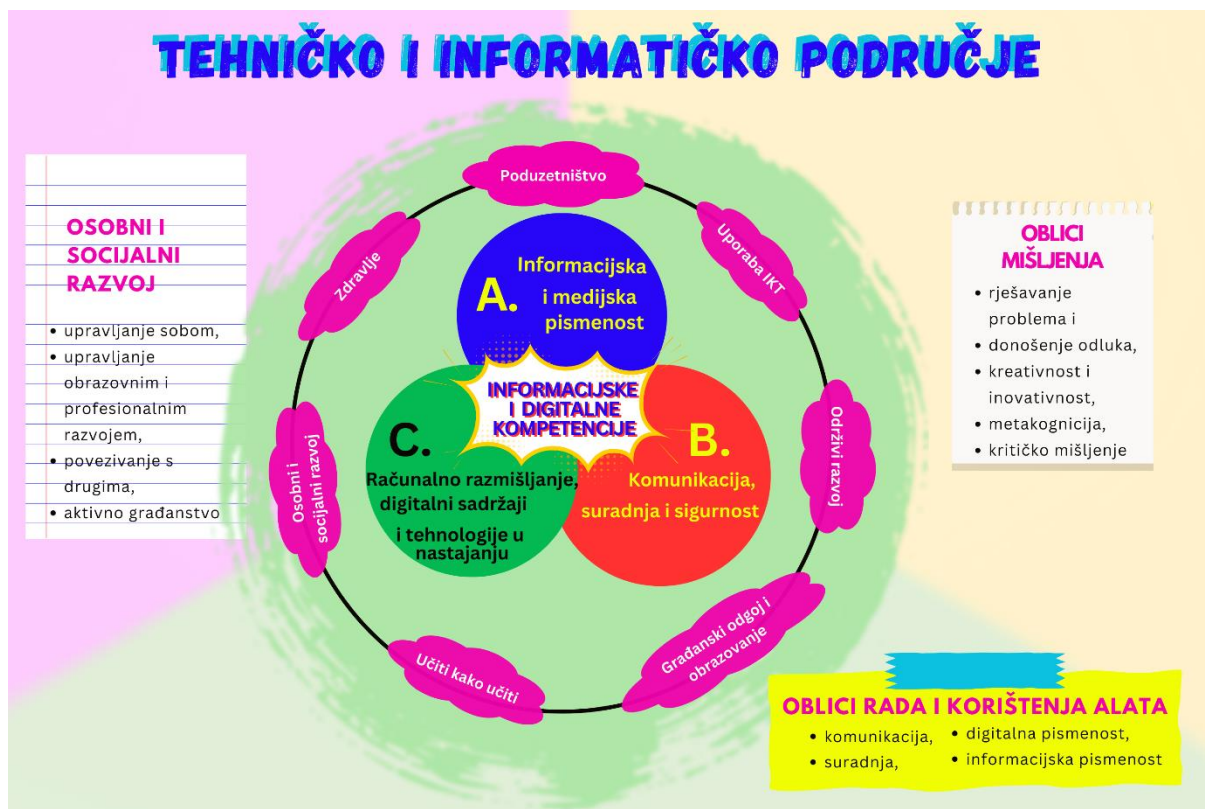 TEHNIČKO I INFORMATIČKO PODRUČJE
OSOBNI I
SOCIJALNI
RAZVOJ
• upravljanje sobom,
• upravljanje
obrazovnim i
profesionalnim
razvojem,
• povezivanje s
drugima,
• aktivno građanstvo
Poduzetništvo
Uporaba IKT
Održivi razvoj
Građanski odgoj i
obrazovanje
Učiti kako učiti
Osobni i
socijalni razvoj
Zdravlje
A.
Informacijska
i medijska
pismenost
INFORMACIJSKE
I DIGITALNE
KOMPETENCIJE
B.
Komunikacija,
suradnja i sigurnost
C.
Računalno razmišljanje,
digitalni sadržaji
i tehnologije u
nastajanju
OBLICI
MIŠLJENJA
• rješavanje
problema i
• donošenje odluka,
• kreativnost i
inovativnost,
• metakognicija,
• kritičko mišljenje
OBLICI RADA I KORIŠTENJA ALATA
• komunikacija,
• suradnja,
• digitalna pismenost,
• informacijska pismenost